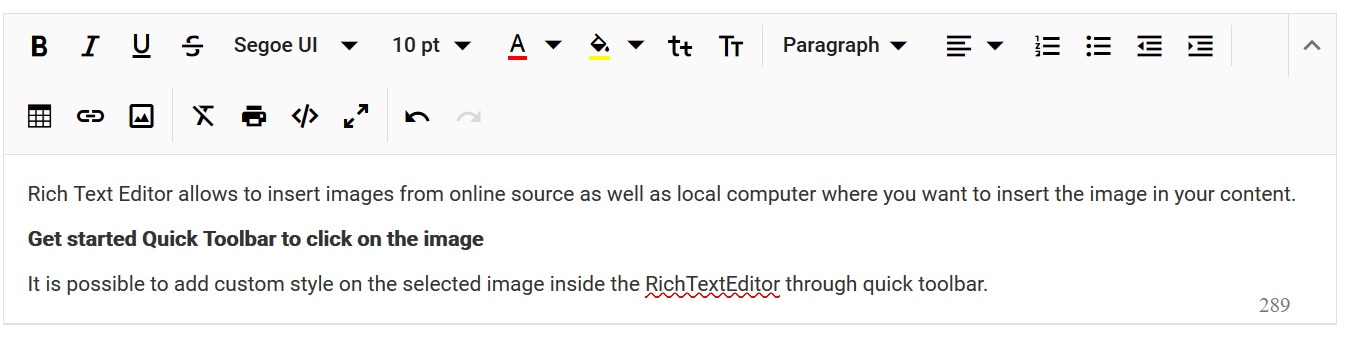 B I U S Segoe UI 10 pt A tt TT Paragraph
Rich Text Editor allows to insert images from online source as well as local computer where you want to insert the image in your content.
Get started Quick Toolbar to click on the image
It is possible to add custom style on the selected image inside the RichTextEditor through quick toolbar.
289